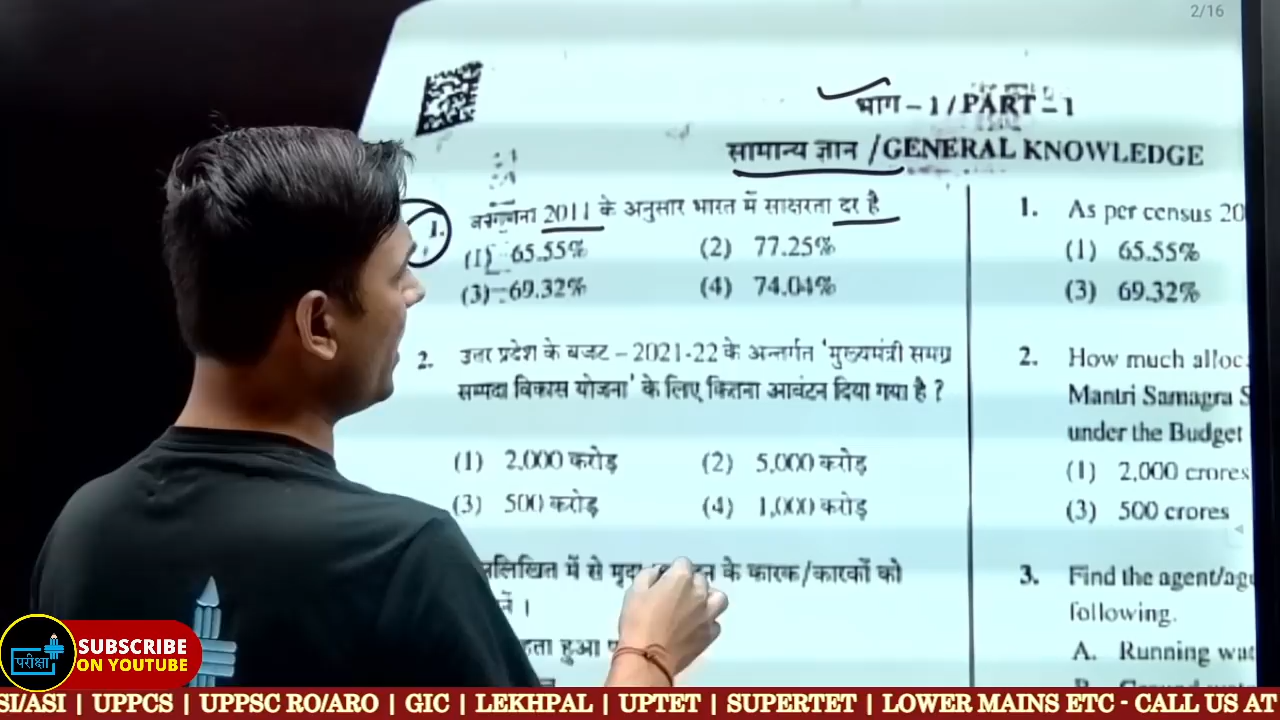 2/16
भाग - 1 / PART - 1
सामान्य ज्ञान / GENERAL KNOWLEDGE
1. जनगणना 2011 के अनुसार भारत में साक्षरता दर है
(1) 65.55% (2) 77.25%
(3) 69.32% (4) 74.04%
2. उत्तर प्रदेश के बजट – 2021-22 के अन्तर्गत 'मुख्यमंत्री समग्र
सम्पदा विकास योजना' के लिए कितना आवंटन दिया गया है ?
(1) 2,000 करोड़ (2) 5,000 करोड़
(3) 500 करोड़ (4) 1,000 करोड़
में से के कारक/कारकों को
हुआ
1. As per census 20
(1) 65.55%
(3) 69.32%
2. How much alloc
Mantri Samagra S
under the Budget
(1) 2,000 crores
(3) 500 crores
3. Find the agent/age
following.
A. Running wat
परीक्षा
SUBSCRIBE
ON YOUTUBE
SI/ASI | UPPCS | UPPSC RO/ARO | GIC | LEKHPAL | UPTET | SUPERTET | LOWER MAINS ETC - CALL US AT